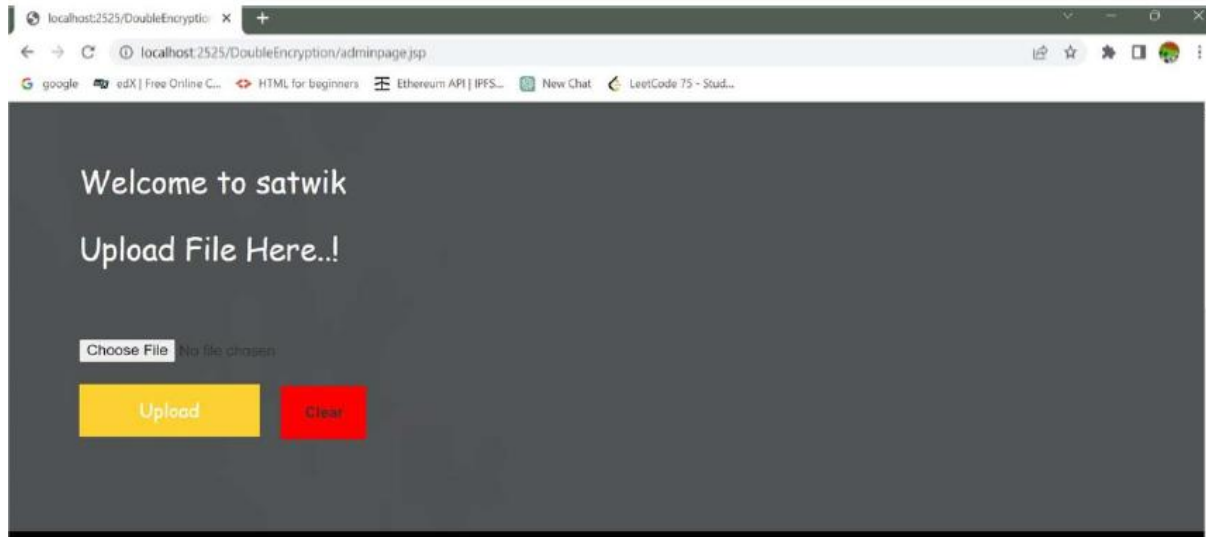 localhost:2525/DoubleEncryptio
localhost:2525/DoubleEncryption/adminpage.jsp
google edX | Free Online C... HTML for beginners Ethereum API | IPFS... New Chat LeetCode 75 - Stud...
Welcome to satwik
Upload File Here..!
Choose File No file chosen
Upload Clear